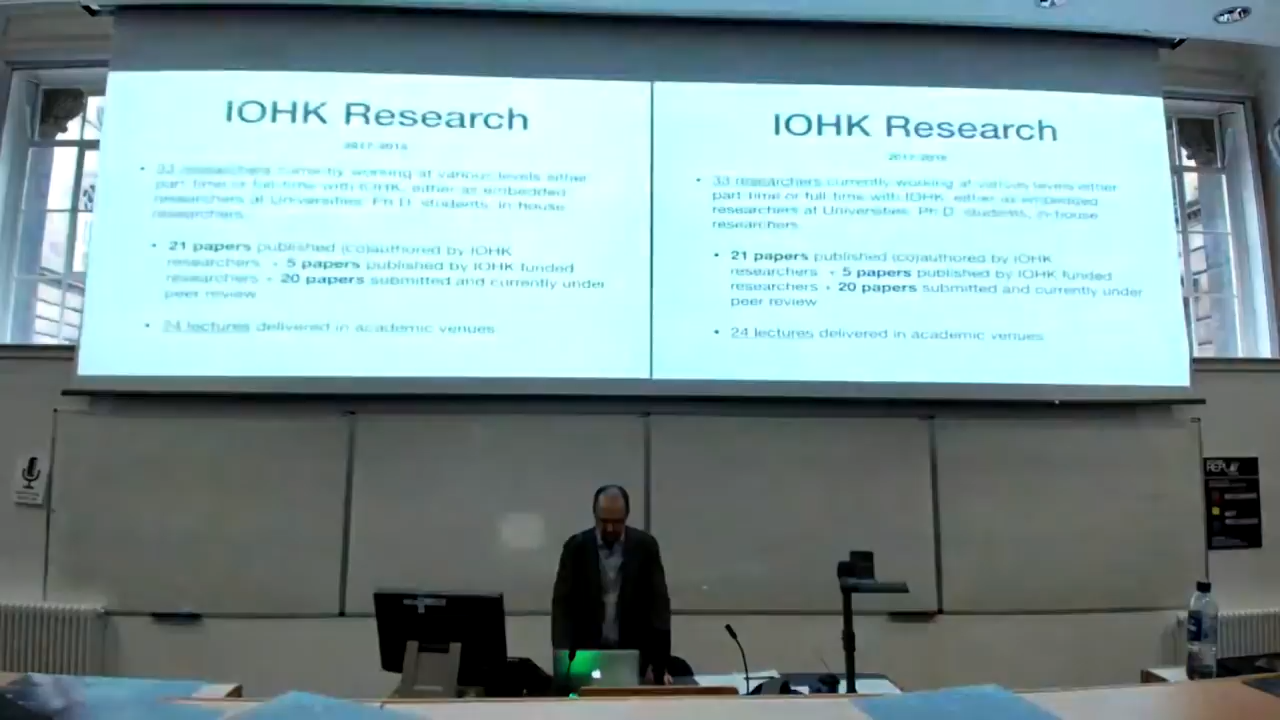 IOHK Research
2017-2018
33 researchers currently working at various levels either
part time or full time with IOHK, either as embedded
researchers at Universities, Ph.D. students, in-house
researchers.
21 papers published (co)authored by IOHK
researchers + 5 papers published by IOHK funded
researchers + 20 papers submitted and currently under
peer review
24 lectures delivered in academic venues
IOHK Research
2017-2018
33 researchers currently working at various levels either
part time or full time with IOHK, either as embedded
researchers at Universities, Ph.D. students, in-house
researchers.
21 papers published (co)authored by IOHK
researchers + 5 papers published by IOHK funded
researchers + 20 papers submitted and currently under
peer review
24 lectures delivered in academic venues
REPLAY